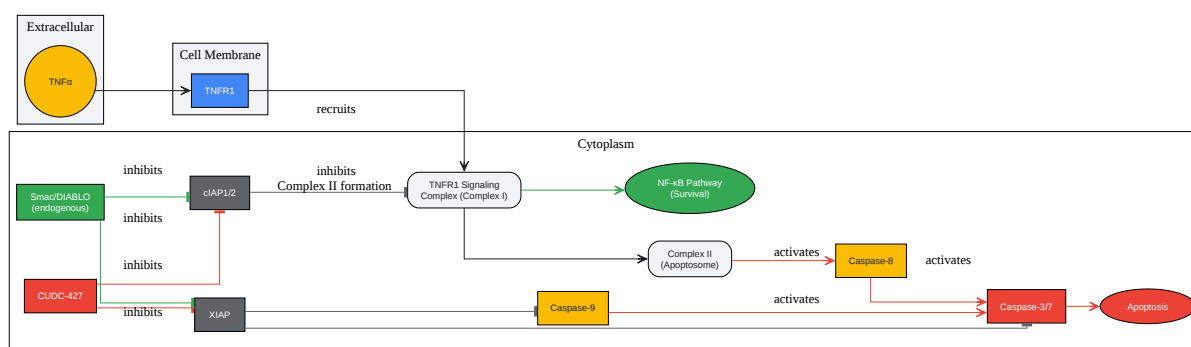 Extracellular
TNFα
Cell Membrane
TNFR1
recruits
Cytoplasm
inhibits
Smac/DIABLO
(endogenous)
inhibits
cIAP1/2
inhibits
Complex II formation
TNFR1 Signaling
Complex (Complex I)
NF-κB Pathway
(Survival)
inhibits
CUDC-427
inhibits
XIAP
Complex II
(Apoptosome)
activates
Caspase-8
activates
Caspase-9
activates
Caspase-3/7
Apoptosis